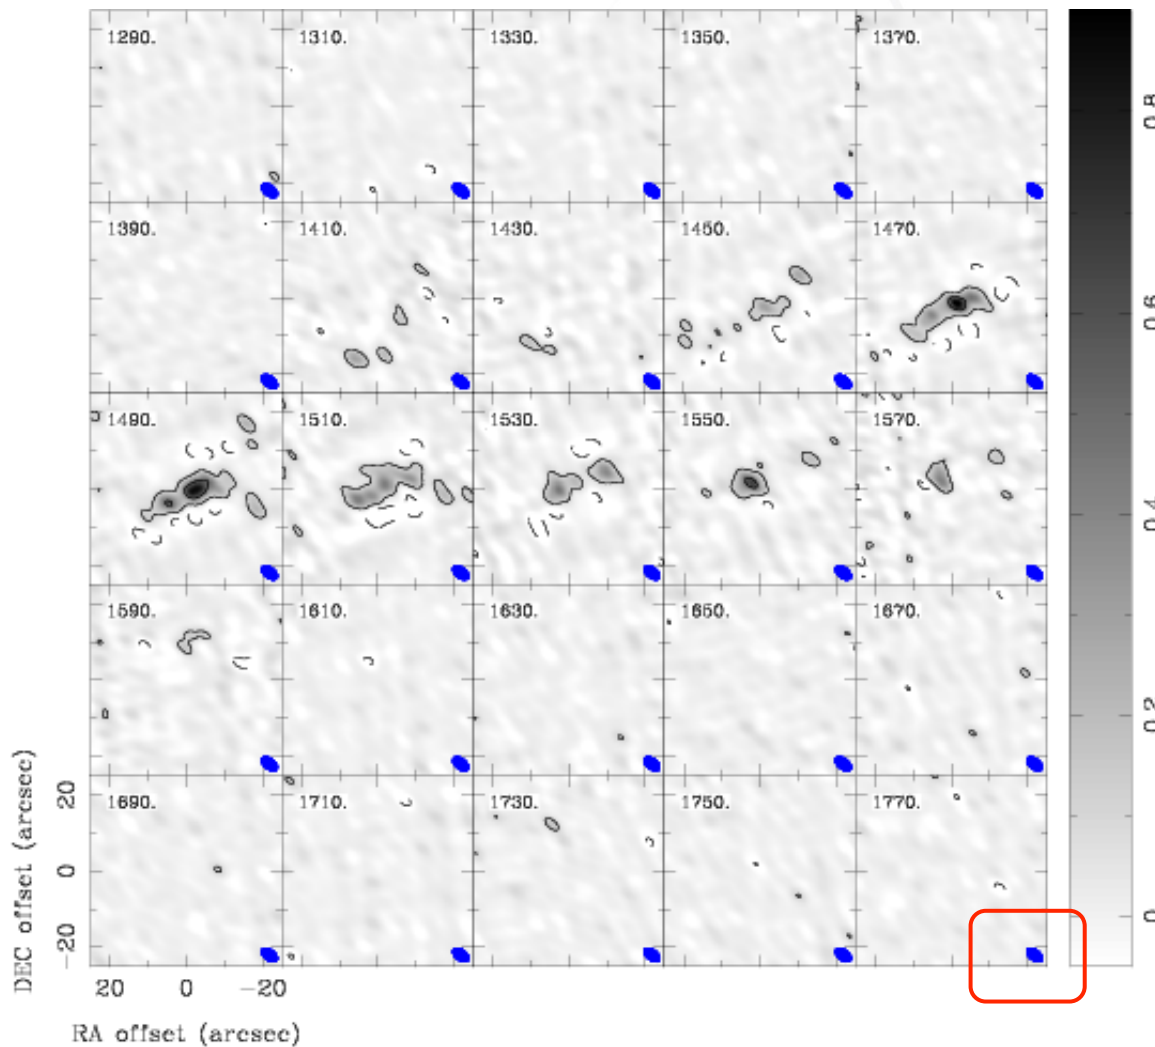 1290. 1310. 1330. 1350. 1370.
1390. 1410. 1430. 1450. 1470.
1490. 1510. 1530. 1550. 1570.
1590. 1610. 1630. 1650. 1670.
1690. 1710. 1730. 1750. 1770.
0.8
0.6
0.4
0.2
0
DEC offset (arcsec)
20
0
−20
20 0 −20
RA offset (arcsec)